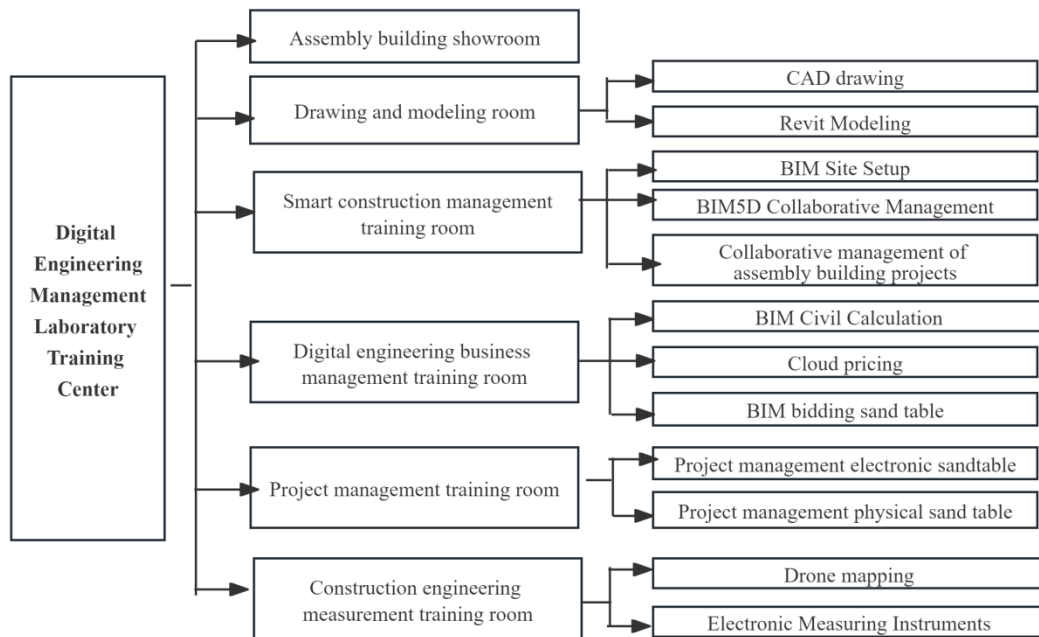 Digital
Engineering
Management
Laboratory
Training
Center
Assembly building showroom
Drawing and modeling room
CAD drawing
Revit Modeling
Smart construction management
training room
BIM Site Setup
BIM5D Collaborative Management
Collaborative management of
assembly building projects
Digital engineering business
management training room
BIM Civil Calculation
Cloud pricing
BIM bidding sand table
Project management training room
Project management electronic sandtable
Project management physical sand table
Construction engineering
measurement training room
Drone mapping
Electronic Measuring Instruments